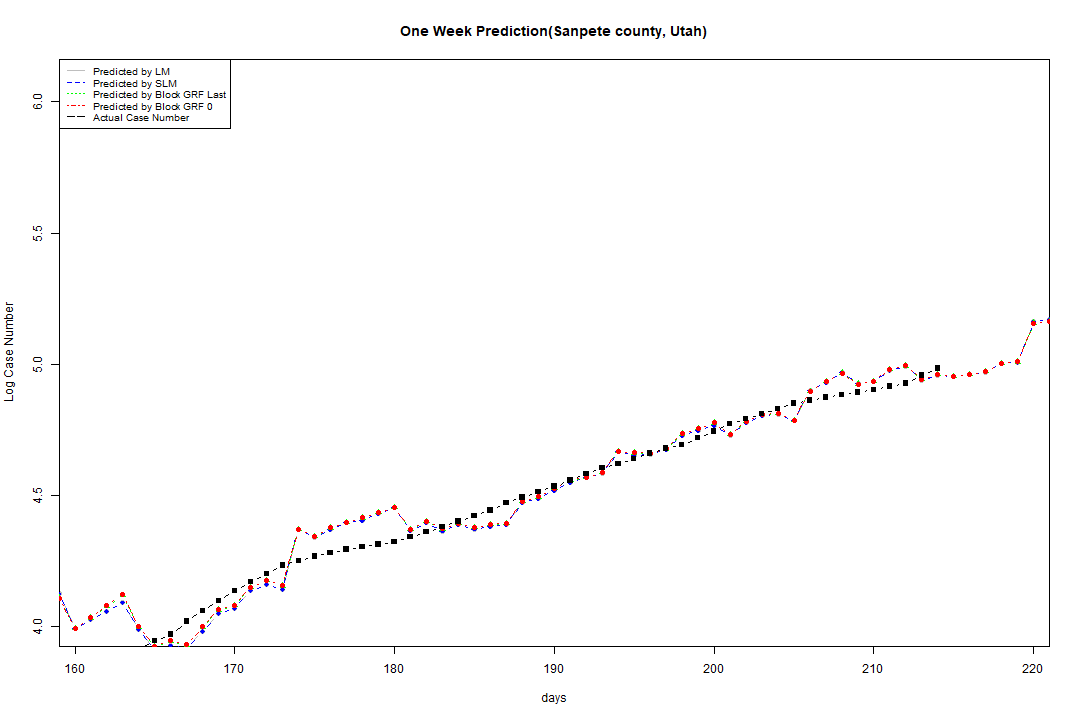 One Week Prediction(Sanpete county, Utah)
Predicted by LM
Predicted by SLM
Predicted by Block GRF Last
Predicted by Block GRF 0
Actual Case Number
6.0
5.5
5.0
4.5
4.0
Log Case Number
160 170 180 190 200 210 220
days